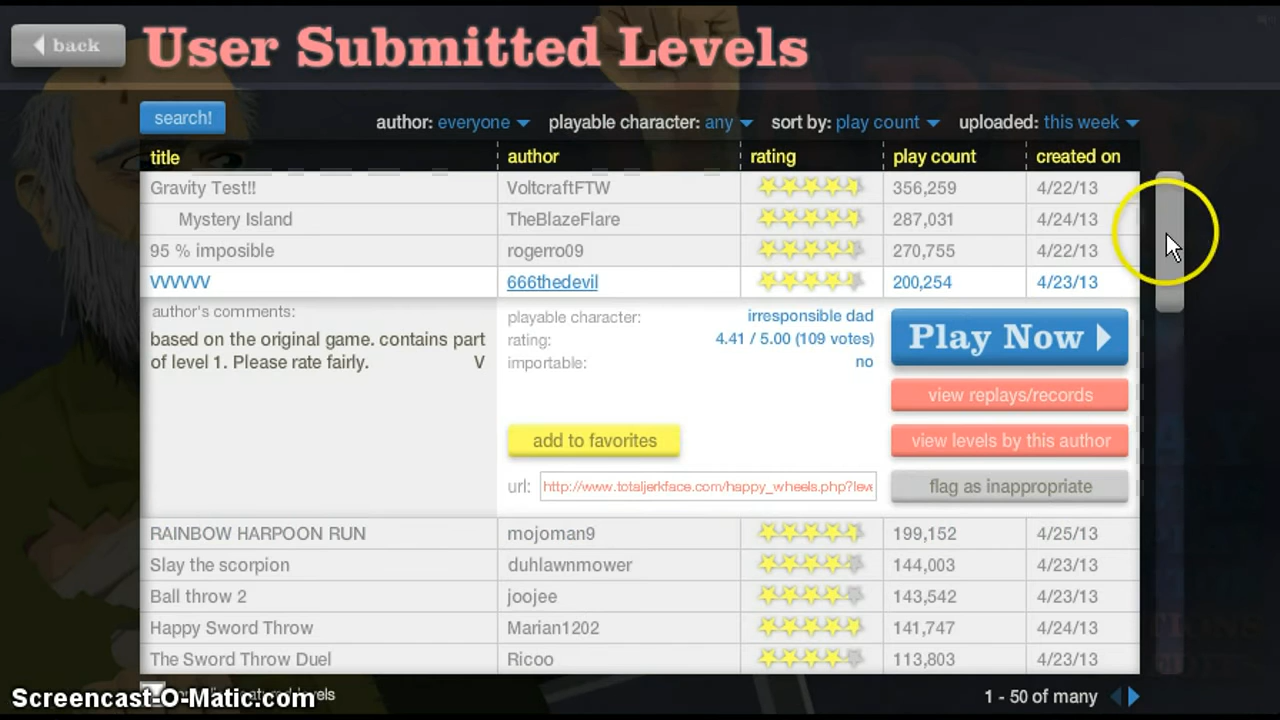 back
User Submitted Levels
search!
author: everyone
playable character: any
sort by: play count
uploaded: this week
title author rating play count created on
Gravity Test!! VoltcraftFTW 356,259 4/22/13
Mystery Island TheBlazeFlare 287,031 4/24/13
95 % imposible rogerro09 270,755 4/22/13
VVVVVV 666thedevil 200,254 4/23/13
author's comments:
based on the original game. contains part
of level 1. Please rate fairly. V
playable character: irresponsible dad
rating: 4.41 / 5.00 (109 votes)
importable: no
add to favorites
url: http://www.totaljerkface.com/happy_wheels.php?leve
Play Now
view replays/records
view levels by this author
flag as inappropriate
RAINBOW HARPOON RUN mojoman9 199,152 4/25/13
Slay the scorpion duhlawnmower 144,003 4/23/13
Ball throw 2 joojee 143,542 4/23/13
Happy Sword Throw Marian1202 141,747 4/24/13
The Sword Throw Duel Ricoo 113,803 4/23/13
levels
1 - 50 of many
Screencast-O-Matic.com